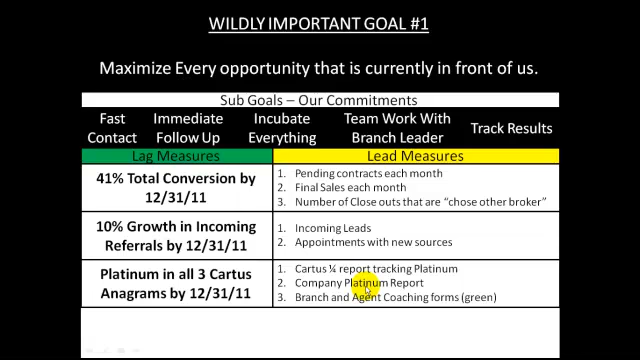 WILDLY IMPORTANT GOAL #1
Maximize Every opportunity that is currently in front of us.
Sub Goals – Our Commitments
Fast Contact
Immediate Follow Up
Incubate Everything
Team Work With Branch Leader
Track Results
Lag Measures
Lead Measures
41% Total Conversion by
12/31/11
1. Pending contracts each month
2. Final Sales each month
3. Number of Close outs that are “chose other broker”
10% Growth in Incoming
Referrals by 12/31/11
1. Incoming Leads
2. Appointments with new sources
Platinum in all 3 Cartus
Anagrams by 12/31/11
1. Cartus ¼ report tracking Platinum
2. Company Platinum Report
3. Branch and Agent Coaching forms (green)